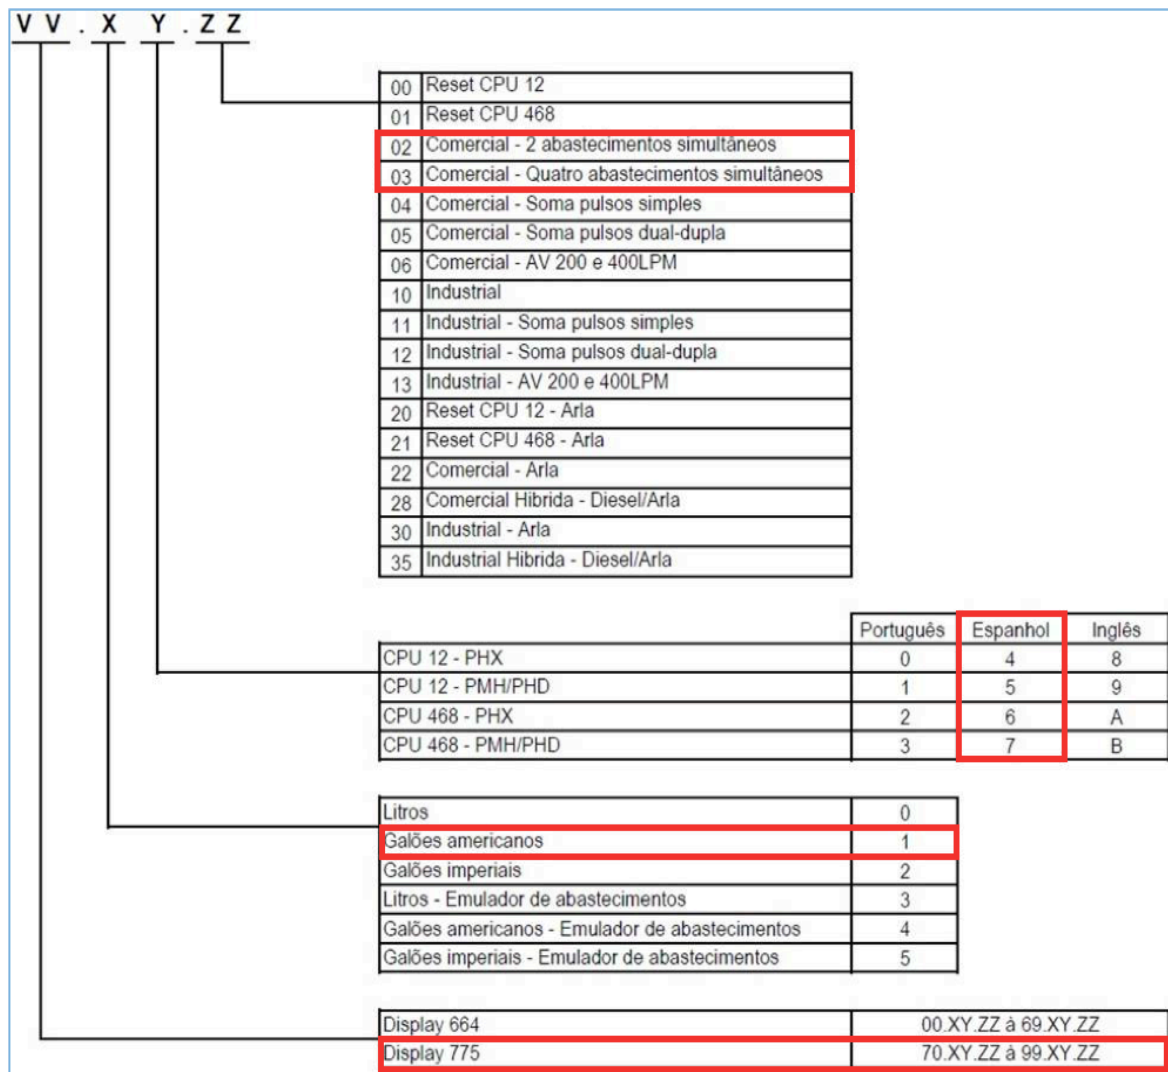 V V . X Y . Z Z
00 Reset CPU 12
01 Reset CPU 468
02 Comercial - 2 abastecimentos simultâneos
03 Comercial - Quatro abastecimentos simultâneos
04 Comercial - Soma pulsos simples
05 Comercial - Soma pulsos dual-dupla
06 Comercial - AV 200 e 400LPM
10 Industrial
11 Industrial - Soma pulsos simples
12 Industrial - Soma pulsos dual-dupla
13 Industrial - AV 200 e 400LPM
20 Reset CPU 12 - Arla
21 Reset CPU 468 - Arla
22 Comercial - Arla
28 Comercial Hibrida - Diesel/Arla
30 Industrial - Arla
35 Industrial Hibrida - Diesel/Arla
Português Espanhol Inglês
CPU 12 - PHX 0 4 8
CPU 12 - PMH/PHD 1 5 9
CPU 468 - PHX 2 6 A
CPU 468 - PMH/PHD 3 7 B
Litros 0
Galões americanos 1
Galões imperiais 2
Litros - Emulador de abastecimentos 3
Galões americanos - Emulador de abastecimentos 4
Galões imperiais - Emulador de abastecimentos 5
Display 664 00.XY.ZZ à 69.XY.ZZ
Display 775 70.XY.ZZ à 99.XY.ZZ